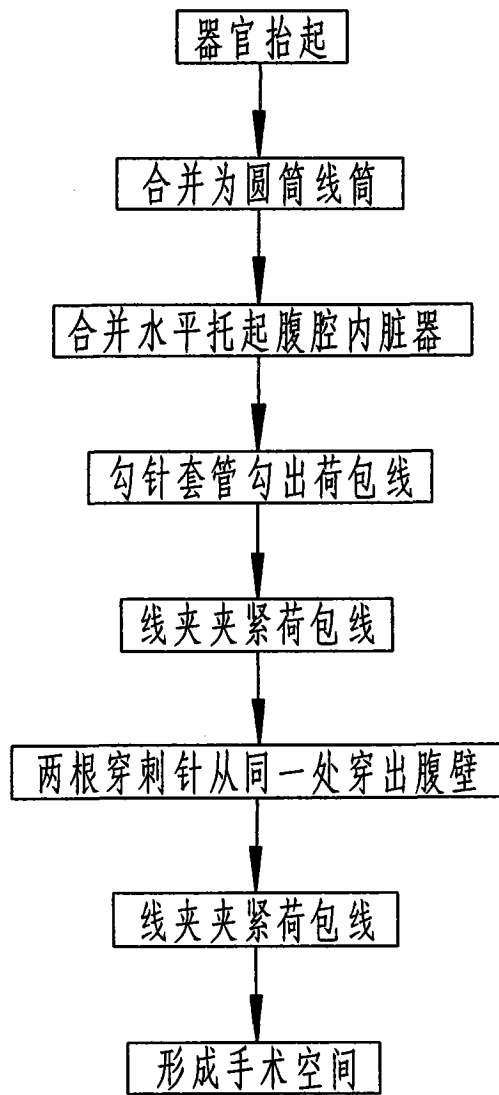 器官抬起
合并为圆筒线筒
合并水平托起腹腔内脏器
勾针套管勾出荷包线
线夹夹紧荷包线
两根穿刺针从同一处穿出腹壁
线夹夹紧荷包线
形成手术空间